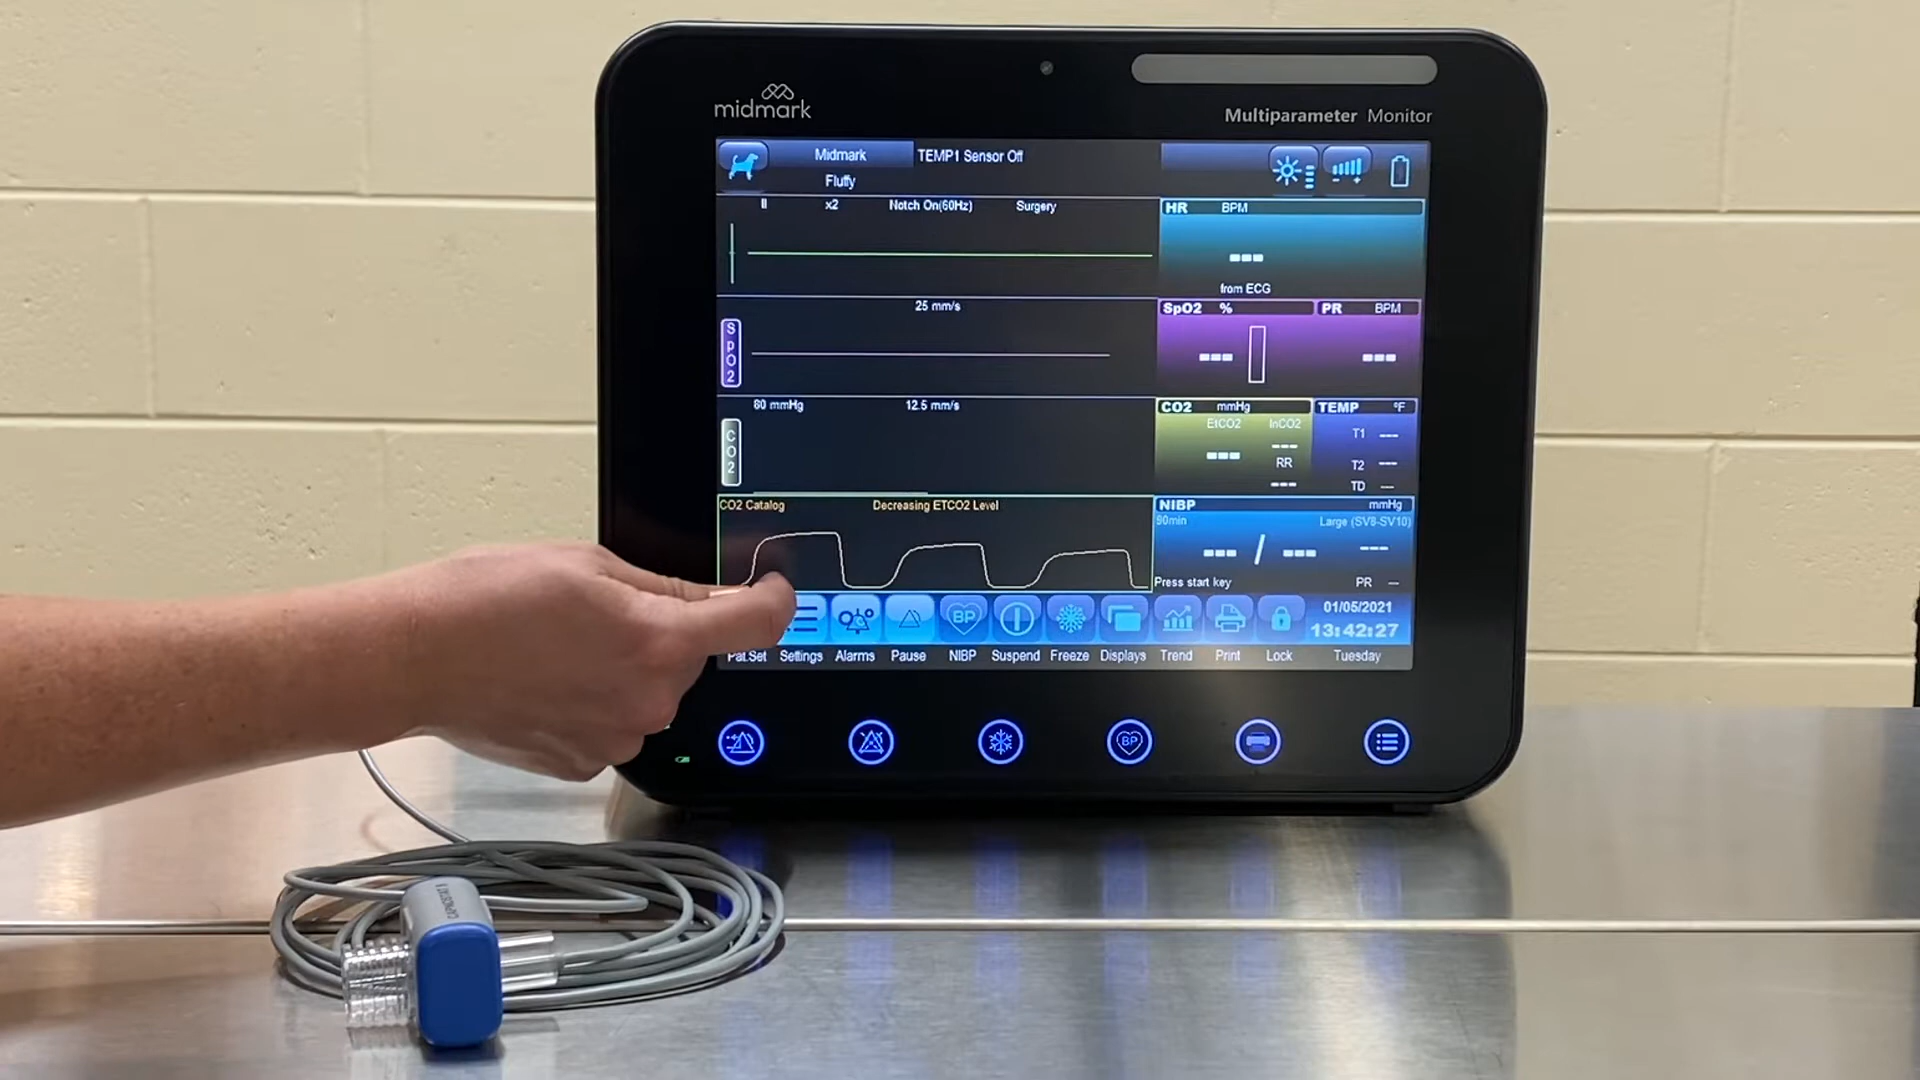 midmark
Multiparameter Monitor
Midmark
TEMP1 Sensor Off
Fluffy
II x2 Notch On(60Hz) Surgery
HR BPM
---
from ECG
25 mm/s
SpO2 % PR BPM
SpO2
--- ---
60 mmHg 12.5 mm/s
CO2 mmHg TEMP °F
EtCO2 InCO2
CO2
T1 ---
---
---
RR
T2 ---
---
TD ---
CO2 Catalog Decreasing ETCO2 Level
NIBP mmHg
90min Large (SV8-SV10)
--- / --- ---
Press start key PR --
BP
01/05/2021
13:42:27
Pat.Set Settings Alarms Pause NIBP Suspend Freeze Displays Trend Print Lock Tuesday
BP
CAPNOSTAT 5